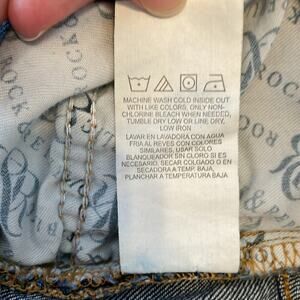 ROCK &
ROCK &
MACHINE WASH COLD INSIDE OUT
WITH LIKE COLORS, ONLY NON-
CHLORINE BLEACH WHEN NEEDED,
TUMBLE DRY LOW OR LINE DRY,
LOW IRON
LAVAR EN LAVADORA CON AGUA
FRIA AL REVES CON COLORES
SIMILARES, USAR SOLO
BLANQUEADOR SIN CLORO SI ES
NECESARIO. SECAR COLGADO O EN
SECADORA A TEMP. BAJA,
PLANCHAR A TEMPERATURA BAJA